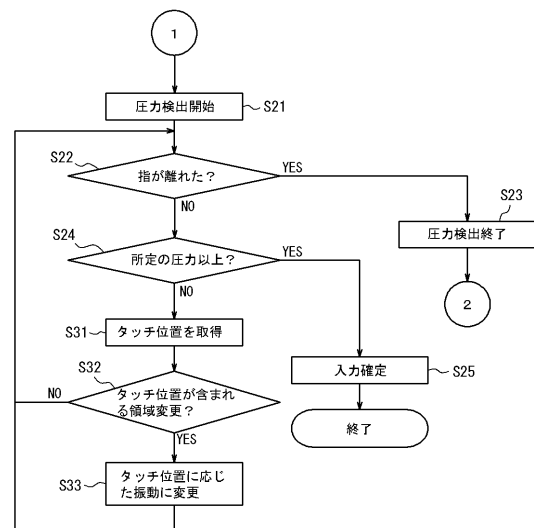 1
圧力検出開始
S21
S22
指が離れた?
YES
NO
S23
圧力検出終了
2
S24
所定の圧力以上?
YES
NO
S31
タッチ位置を取得
S32
タッチ位置が含まれ
る領域変更?
NO
YES
入力確定
S25
終了
S33
タッチ位置に応じ
た振動に変更